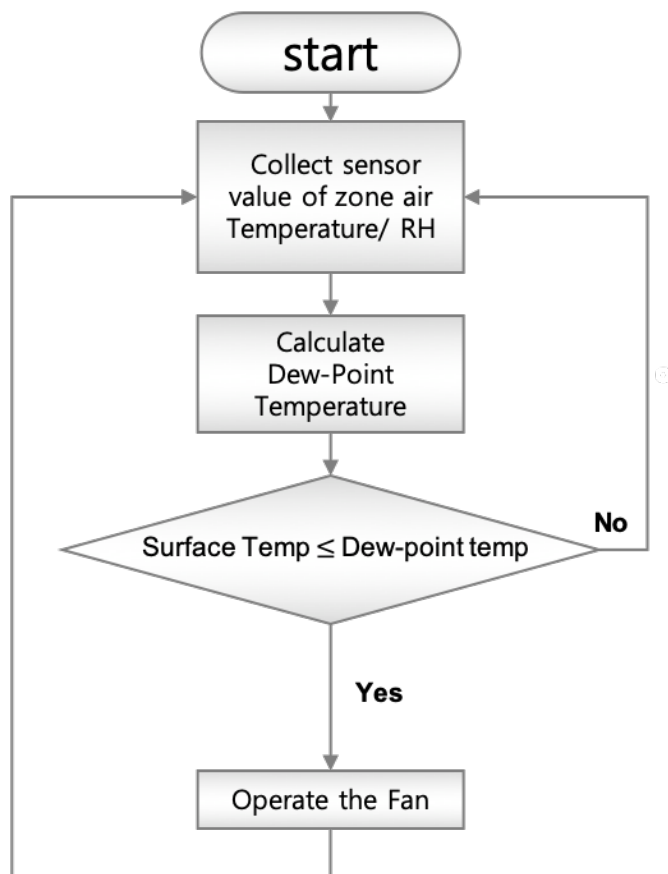 start
Collect sensor
value of zone air
Temperature/ RH
Calculate
Dew-Point
Temperature
Surface Temp ≤ Dew-point temp
No
Yes
Operate the Fan